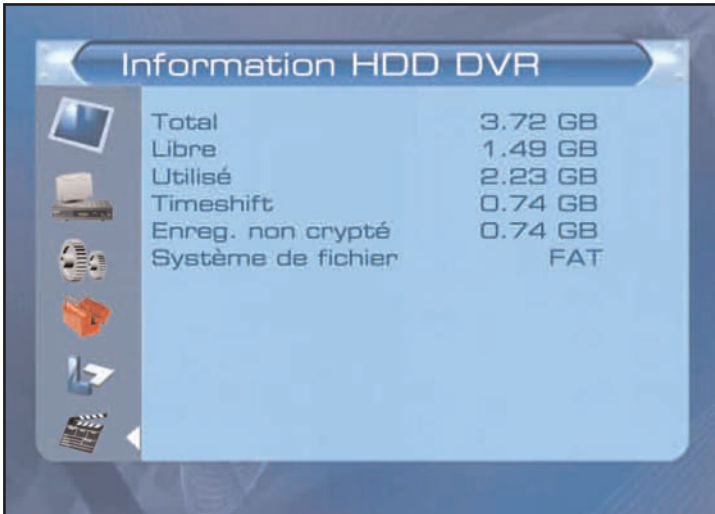 Information HDD DVR
Total 3.72 GB
Libre 1.49 GB
Utilisé 2.23 GB
Timeshift 0.74 GB
Enreg. non crypté 0.74 GB
Système de fichier FAT